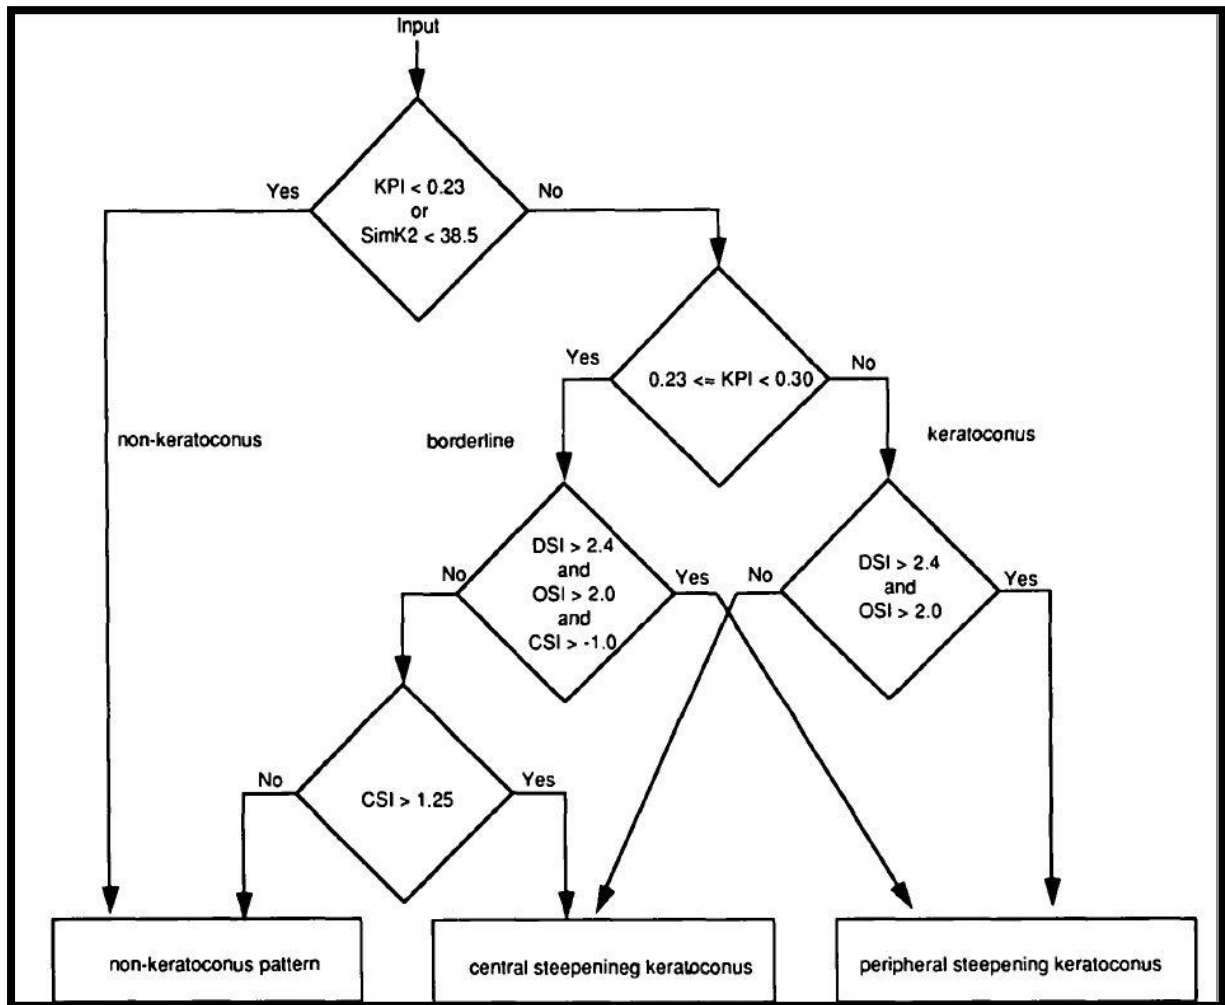 Input
KPI < 0.23
or
SimK2 < 38.5
Yes
No
0.23 <= KPI < 0.30
Yes
No
non-keratoconus
borderline
keratoconus
DSI > 2.4
and
OSI > 2.0
and
CSI > -1.0
No
Yes
DSI > 2.4
and
OSI > 2.0
No
Yes
CSI > 1.25
No
Yes
non-keratoconus pattern
central steepenineg keratoconus
peripheral steepening keratoconus